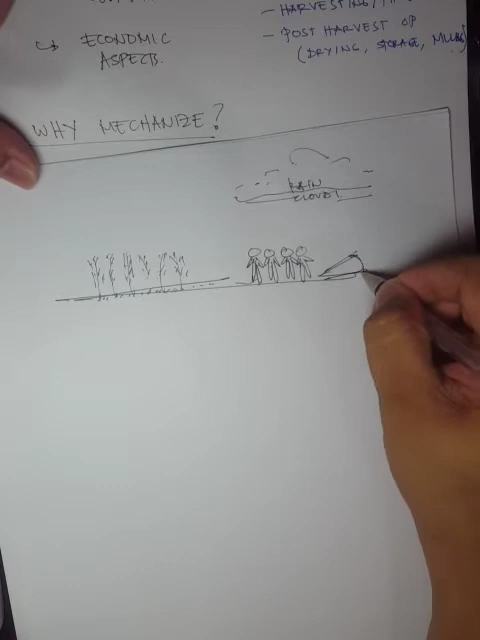 - HARVESTING/
↳ ECONOMIC ASPECTS.
- POST HARVEST OP
(DRYING, STORAGE, MILLING)
WHY MECHANIZE?
RAIN
CLOUD!